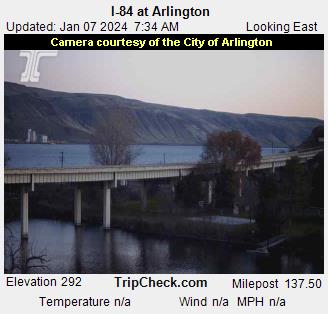 I-84 at Arlington
Updated: Jan 07 2024 7:34 AM Looking East
Camera courtesy of the City of Arlington
Elevation 292 TripCheck.com Milepost 137.50
Temperature n/a Wind n/a MPH n/a